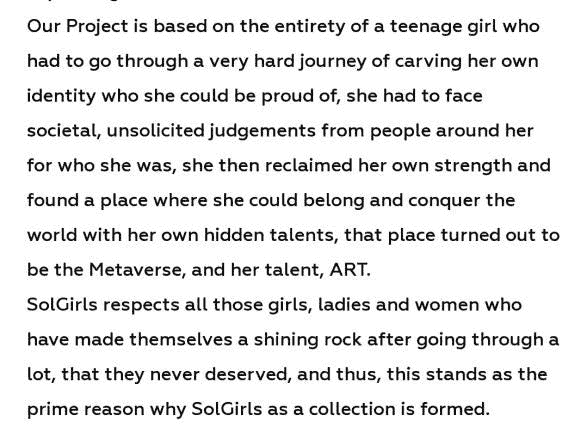 Our Project is based on the entirety of a teenage girl who
had to go through a very hard journey of carving her own
identity who she could be proud of, she had to face
societal, unsolicited judgements from people around her
for who she was, she then reclaimed her own strength and
found a place where she could belong and conquer the
world with her own hidden talents, that place turned out to
be the Metaverse, and her talent, ART.
SolGirls respects all those girls, ladies and women who
have made themselves a shining rock after going through a
lot, that they never deserved, and thus, this stands as the
prime reason why SolGirls as a collection is formed.